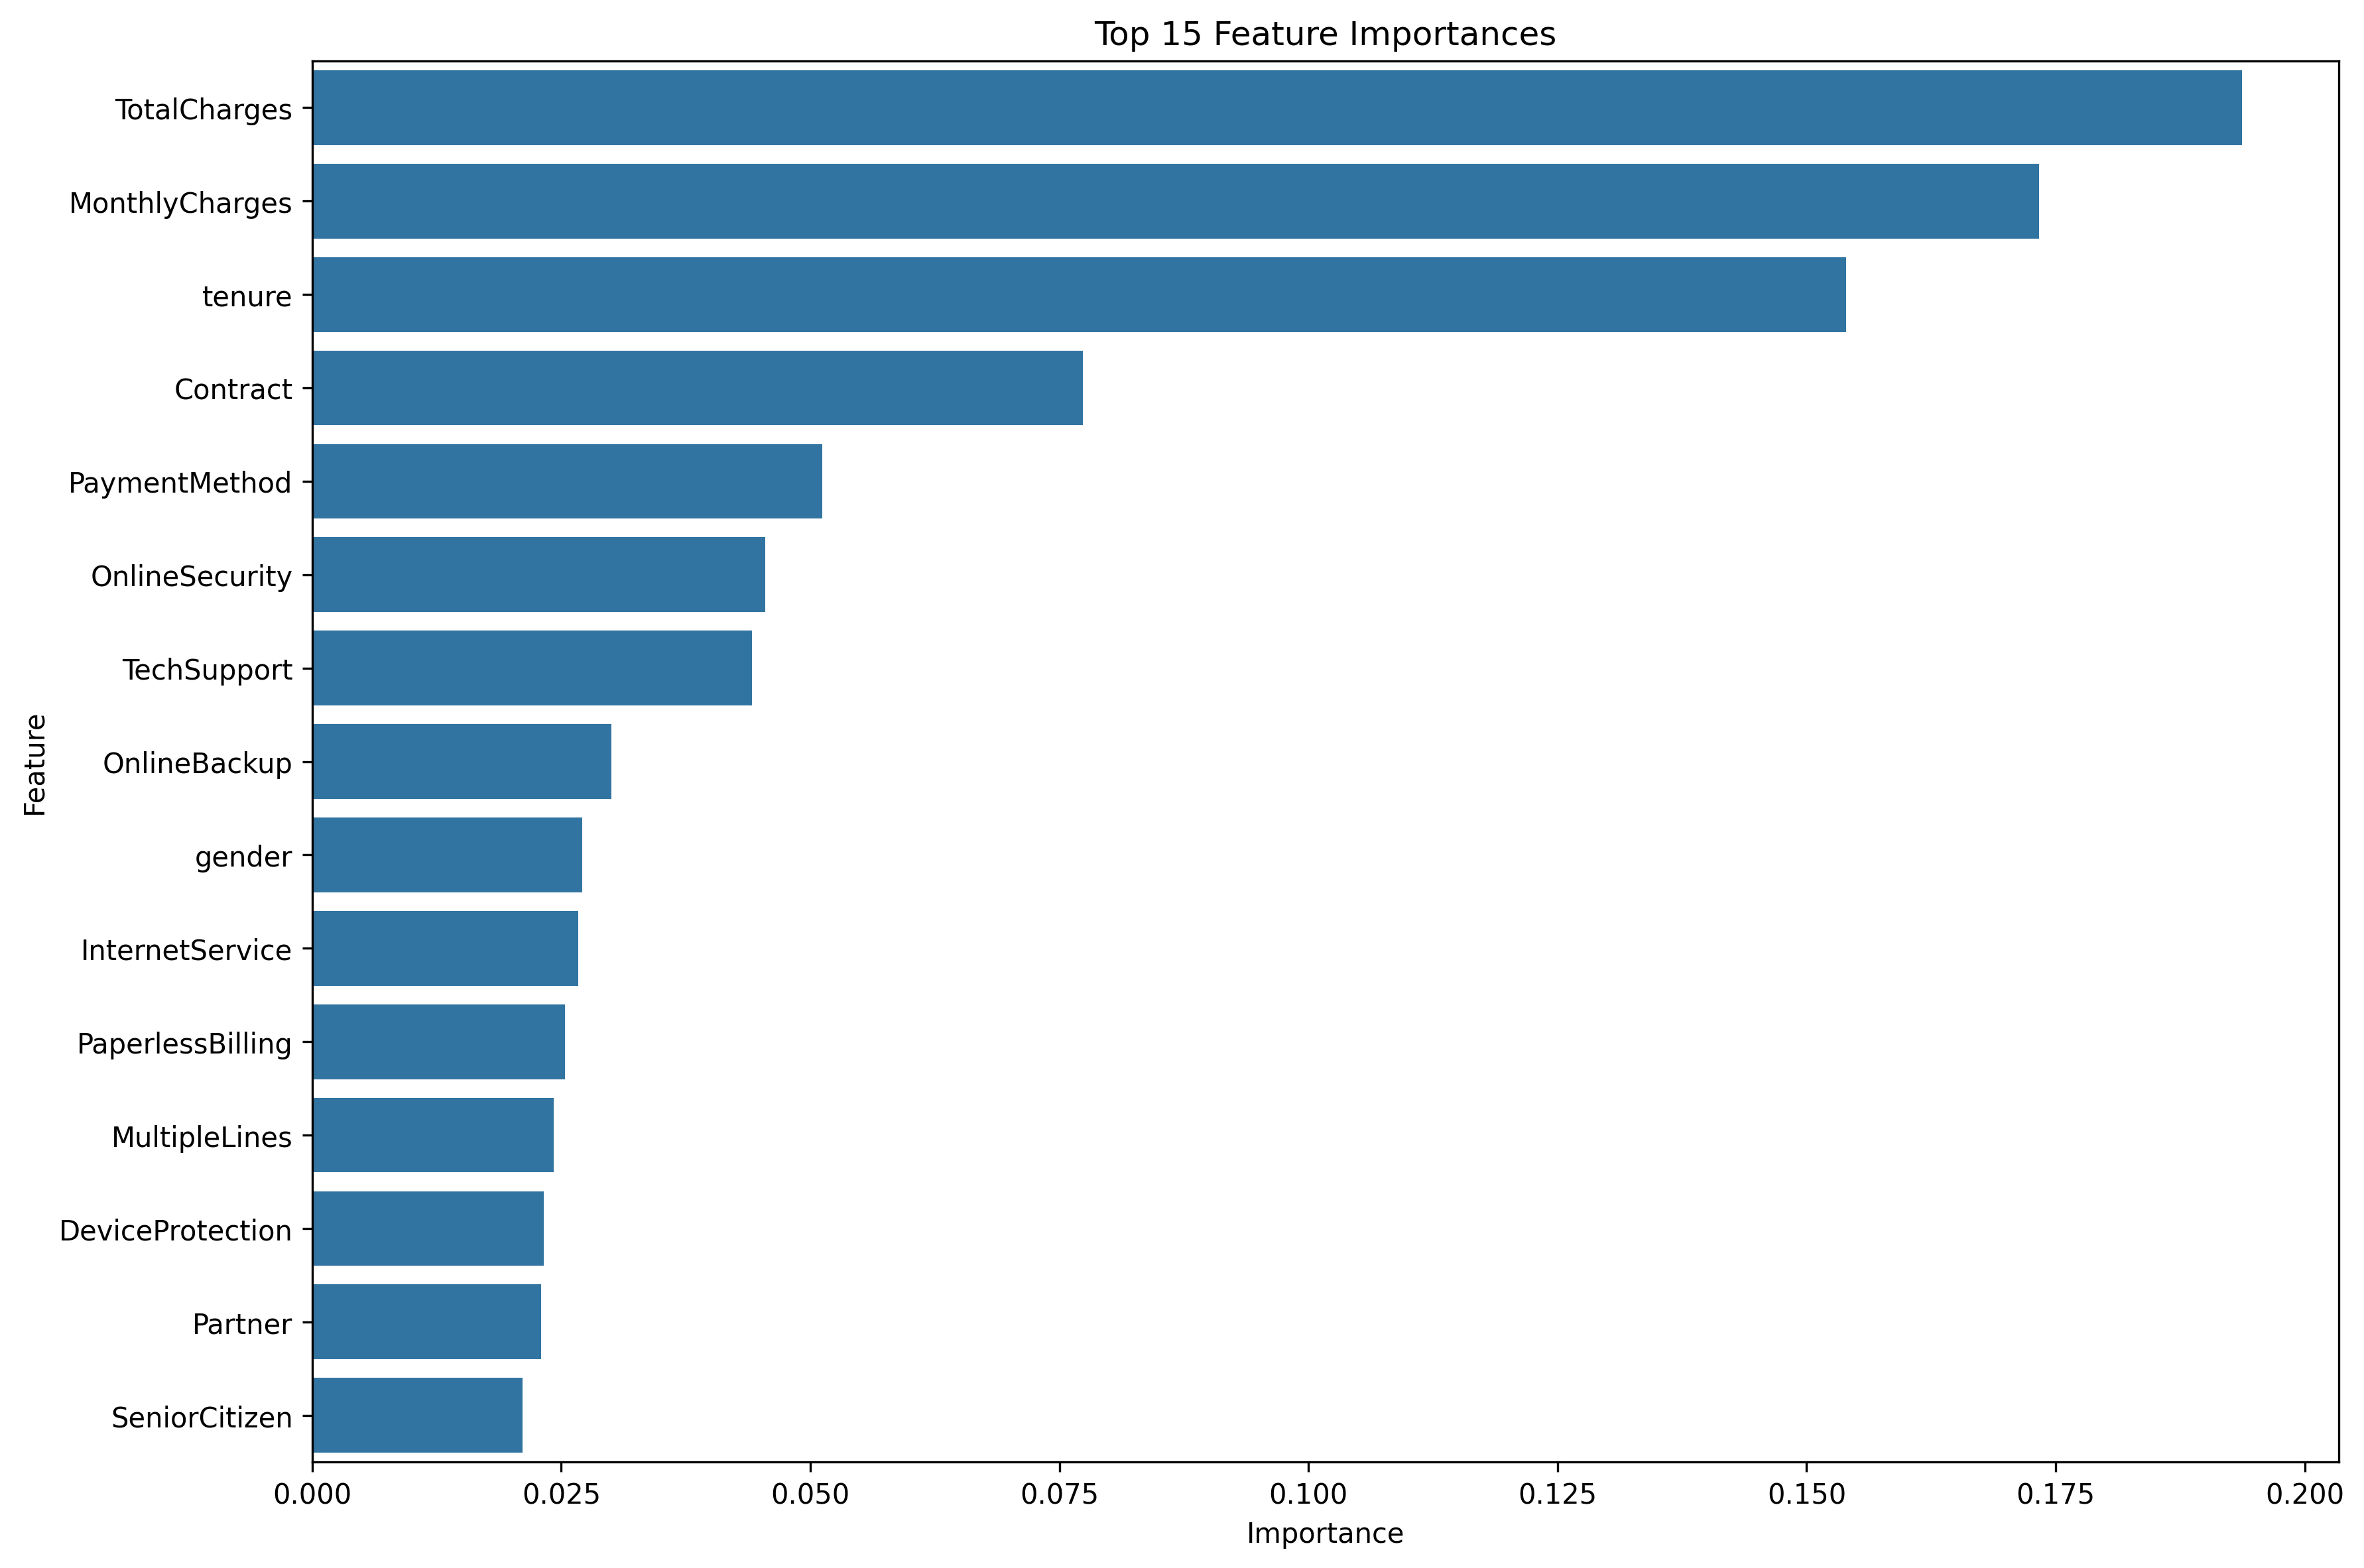 Top 15 Feature Importances
TotalCharges
MonthlyCharges
tenure
Contract
PaymentMethod
OnlineSecurity
TechSupport
OnlineBackup
gender
InternetService
PaperlessBilling
MultipleLines
DeviceProtection
Partner
SeniorCitizen
Feature
0.000 0.025 0.050 0.075 0.100 0.125 0.150 0.175 0.200
Importance